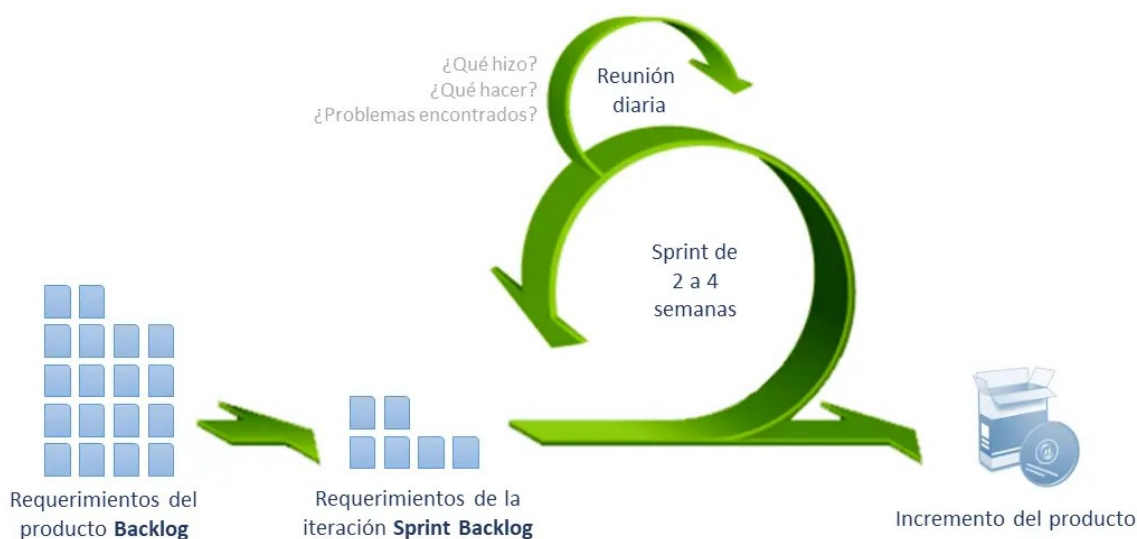 ¿Qué hizo?
¿Qué hacer?
¿Problemas encontrados?
Reunión
diaria
Sprint de
2 a 4
semanas
Requerimientos del
producto Backlog
Requerimientos de la
iteración Sprint Backlog
Incremento del producto